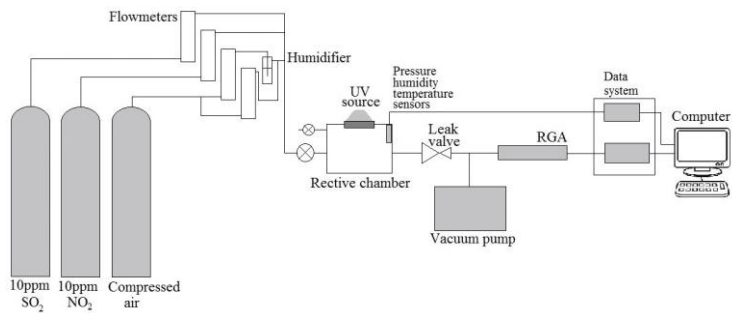 Flowmeters
Humidifier
UV
source
Pressure
humidity
temperature
sensors
Data
system
Computer
Leak
valve
RGA
Rective chamber
Vacuum pump
10ppm
SO₂
10ppm
NO₂
Compressed
air